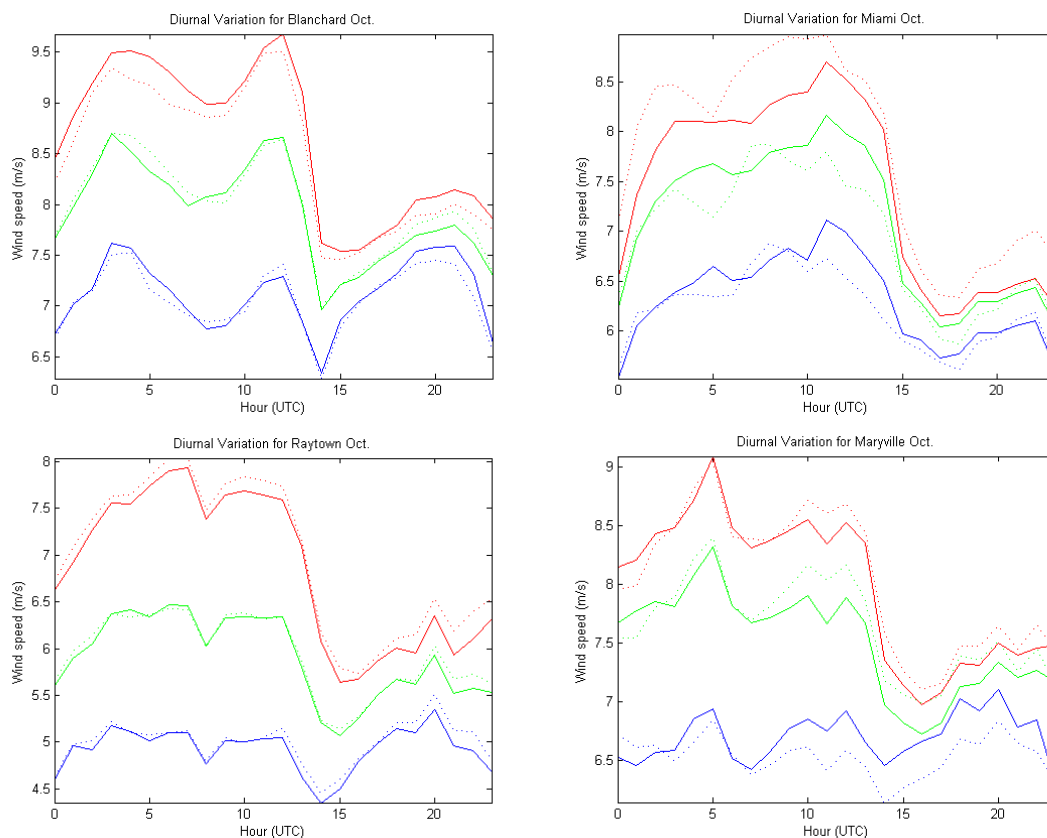 Diurnal Variation for Blanchard Oct.
9.5
9
8.5
8
7.5
7
6.5
Wind speed (m/s)
0 5 10 15 20
Hour (UTC)
Diurnal Variation for Miami Oct.
8.5
8
7.5
7
6.5
6
Wind speed (m/s)
0 5 10 15 20
Hour (UTC)
Diurnal Variation for Raytown Oct.
8
7.5
7
6.5
6
5.5
5
4.5
Wind speed (m/s)
0 5 10 15 20
Hour (UTC)
Diurnal Variation for Maryville Oct.
9
8.5
8
7.5
7
6.5
Wind speed (m/s)
0 5 10 15 20
Hour (UTC)